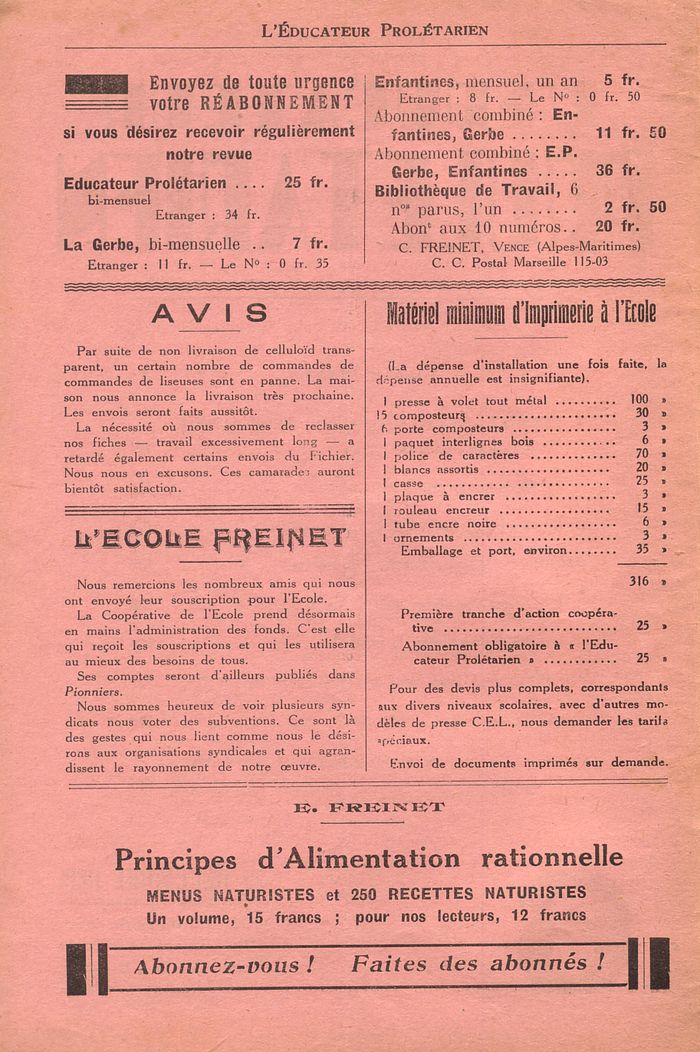 L'Éducateur Prolétarien
Envoyez de toute urgence
votre RÉABONNEMENT
si vous désirez recevoir régulièrement
notre revue
Educateur Prolétarien .... 25 fr.
bi-mensuel
Etranger : 34 fr.
La Gerbe, bi-mensuelle .. 7 fr.
Etranger : 11 fr. — Le Nº : 0 fr. 35
Enfantines, mensuel, un an 5 fr.
Etranger : 8 fr. — Le Nº : 0 fr. 50
Abonnement combiné : En-
fantines, Gerbe ........ 11 fr. 50
Abonnement combiné : E.P.
Gerbe, Enfantines ..... 36 fr.
Bibliothèque de Travail, 6
nos parus, l'un ........ 2 fr. 50
Abont aux 10 numéros.. 20 fr.
C. FREINET, VENCE (Alpes-Maritimes)
C. C. Postal Marseille 115-03
AVIS
Par suite de non livraison de celluloïd trans-
parent, un certain nombre de commandes de
commandes de liseuses sont en panne. La mai-
son nous annonce la livraison très prochaine.
Les envois seront faits aussitôt.
La nécessité où nous sommes de reclasser
nos fiches — travail excessivement long — a
retardé également certains envois du Fichier.
Nous nous en excusons. Ces camarades auront
bientôt satisfaction.
L'ECOLE FREINET
Nous remercions les nombreux amis qui nous
ont envoyé leur souscription pour l'Ecole.
La Coopérative de l'Ecole prend désormais
en mains l'administration des fonds. C'est elle
qui reçoit les souscriptions et qui les utilisera
au mieux des besoins de tous.
Ses comptes seront d'ailleurs publiés dans
Pionniers.
Nous sommes heureux de voir plusieurs syn-
dicats nous voter des subventions. Ce sont là
des gestes qui nous lient comme nous le dési-
rons aux organisations syndicales et qui agran-
dissent le rayonnement de notre œuvre.
Matériel minimum d'Imprimerie à l'Ecole
(La dépense d'installation une fois faite, la
dépense annuelle est insignifiante).
1 presse à volet tout métal .......... 100 »
15 composteurs ..................... 30 »
6 porte composteurs ................ 3 »
1 paquet interlignes bois ............ 6 »
1 police de caractères ............... 70 »
1 blancs assortis ................... 20 »
1 casse ........................... 25 »
1 plaque à encrer .................. 3 »
1 rouleau encreur .................. 15 »
1 tube encre noire .................. 6 »
1 ornements ....................... 3 »
Emballage et port, environ........ 35 »
316 »
Première tranche d'action coopéra-
tive .......................... 25 »
Abonnement obligatoire à « l'Edu-
cateur Prolétarien » ............ 25 »
Pour des devis plus complets, correspondants
aux divers niveaux scolaires, avec d'autres mo-
dèles de presse C.E.L., nous demander les tarifs
spéciaux.
Envoi de documents imprimés sur demande.
E. FREINET
Principes d'Alimentation rationnelle
MENUS NATURISTES et 250 RECETTES NATURISTES
Un volume, 15 francs ; pour nos lecteurs, 12 francs
Abonnez-vous ! Faites des abonnés !